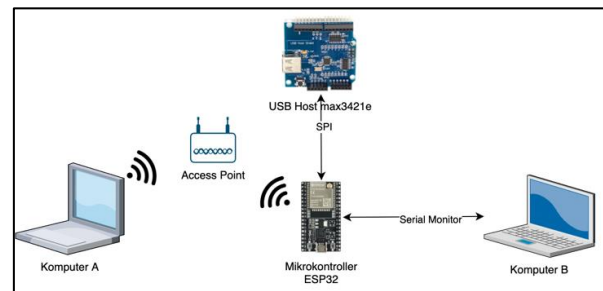 USB Host max3421e
SPI
Access Point
Serial Monitor
Komputer A
Mikrokontroller
ESP32
Komputer B